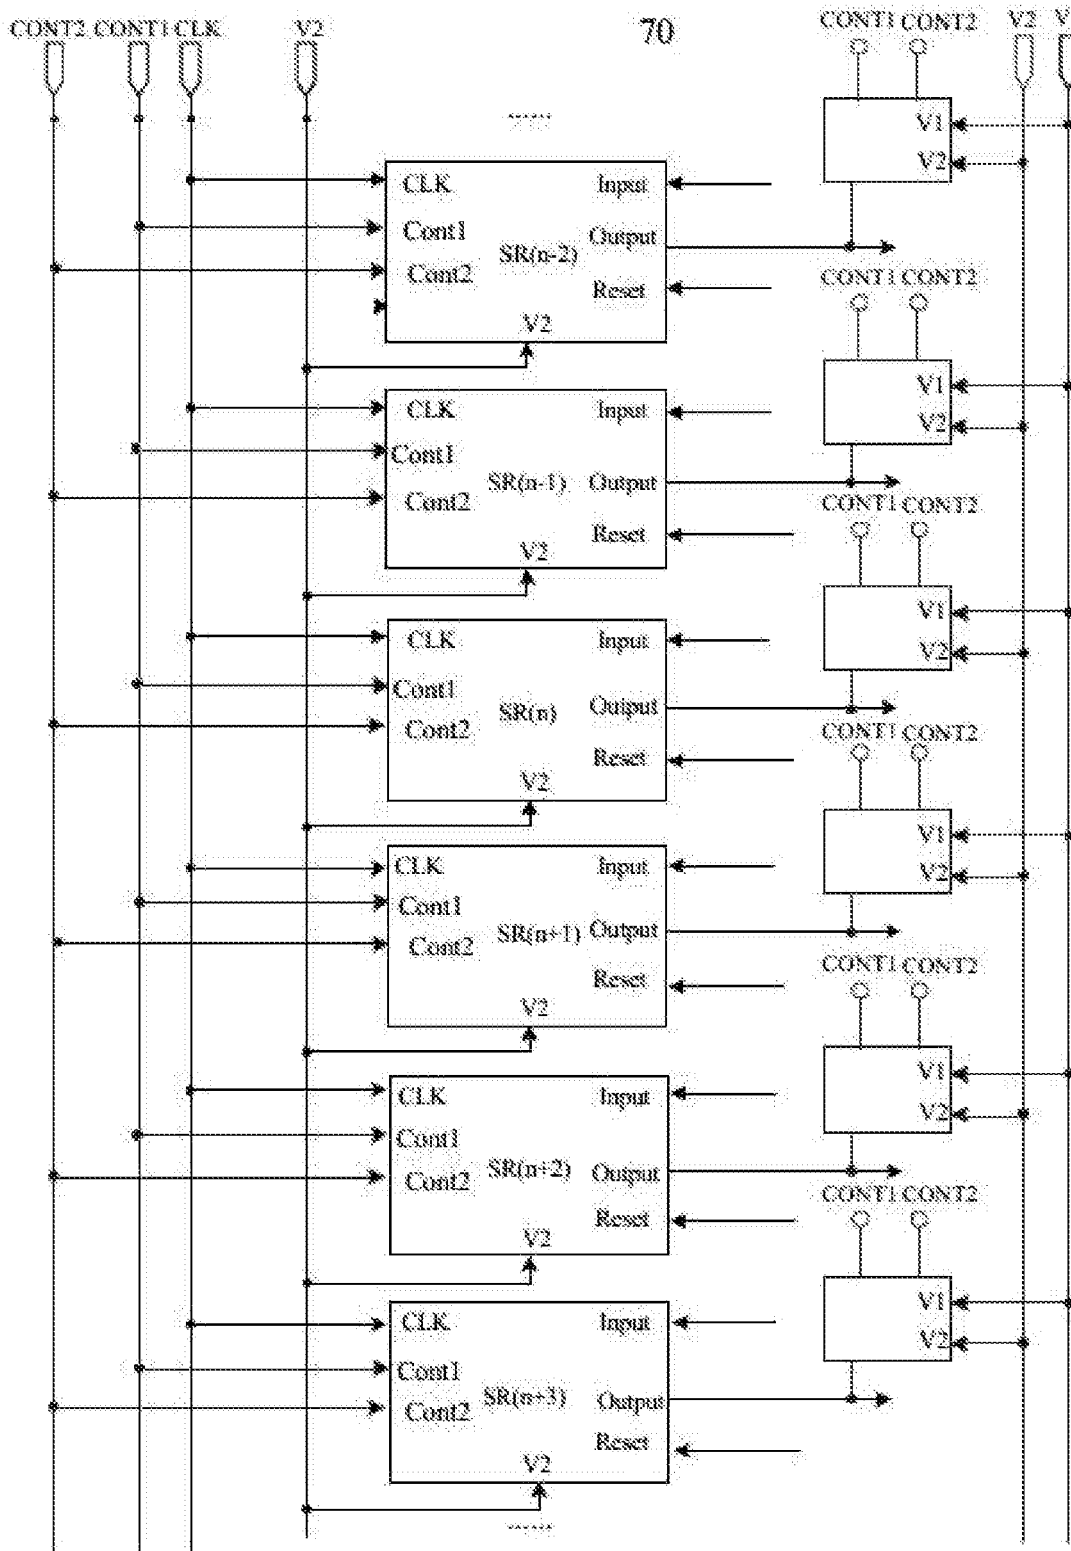 CONT2 CONT1 CLK V2 70 CONT1 CONT2 V2 V
......
V1
V2
CLK Input
Cont1
Output
SR(n-2)
Cont2
Reset
V2
CONT1 CONT2
V1
V2
CLK Input
Cont1
SR(n-1) Output
Cont2
Reset
V2
CONT1 CONT2
V1
V2
CLK Input
Cont1
SR(n) Output
Cont2
Reset
V2
CONT1 CONT2
V1
V2
CLK Input
Cont1
SR(n+1) Output
Cont2
Reset
V2
CONT1 CONT2
V1
V2
CLK Input
Cont1
SR(n+2) Output
Cont2
Reset
V2
CONT1 CONT2
V1
V2
CLK Input
Cont1
SR(n+3) Output
Cont2
Reset
V2
......